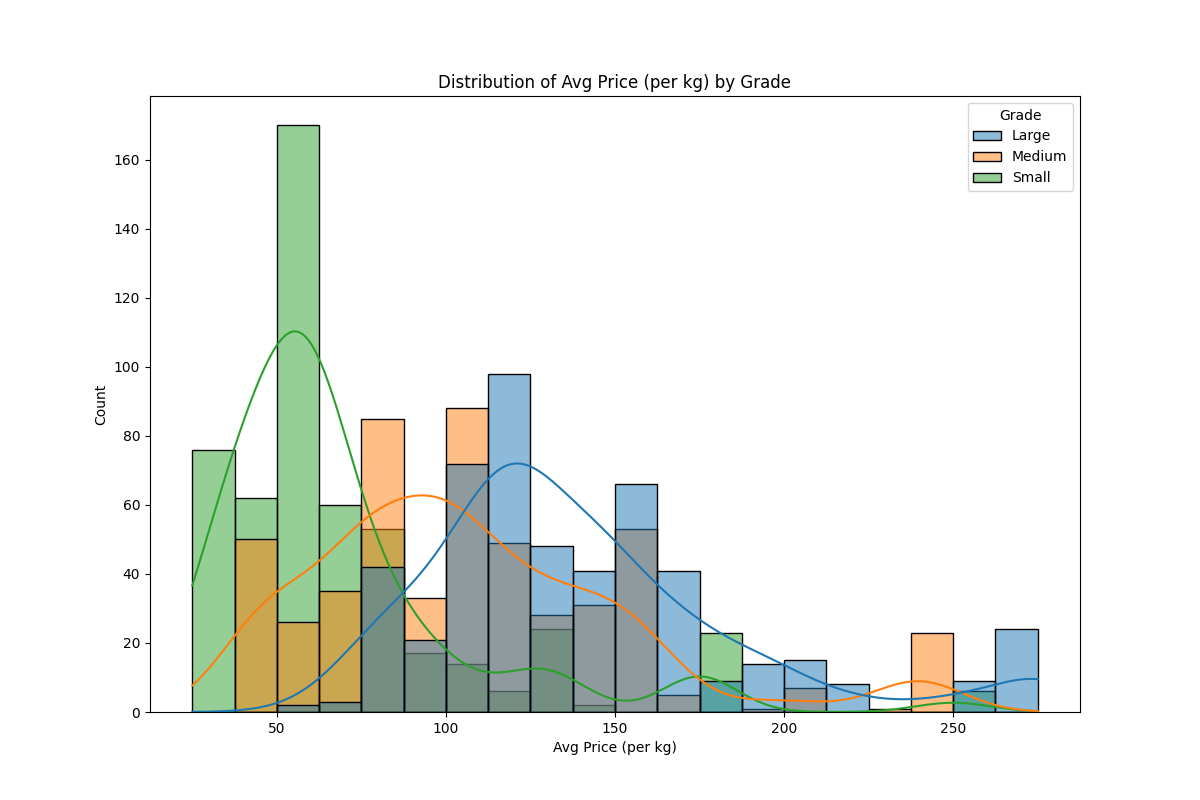 Distribution of Avg Price (per kg) by Grade
Grade
Large
Medium
Small
160
140
120
100
80
60
40
20
0
Count
50 100 150 200 250
Avg Price (per kg)